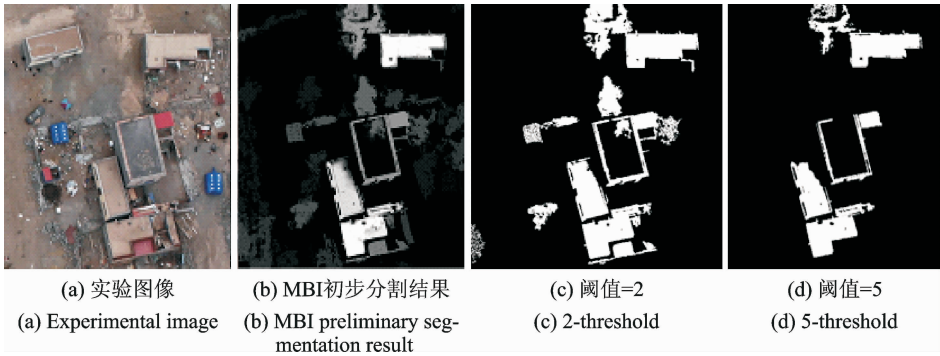 (a) 实验图像
(b) MBI初步分割结果
(c) 阈值=2
(d) 阈值=5
(a) Experimental image
(b) MBI preliminary seg-
mentation result
(c) 2-threshold
(d) 5-threshold